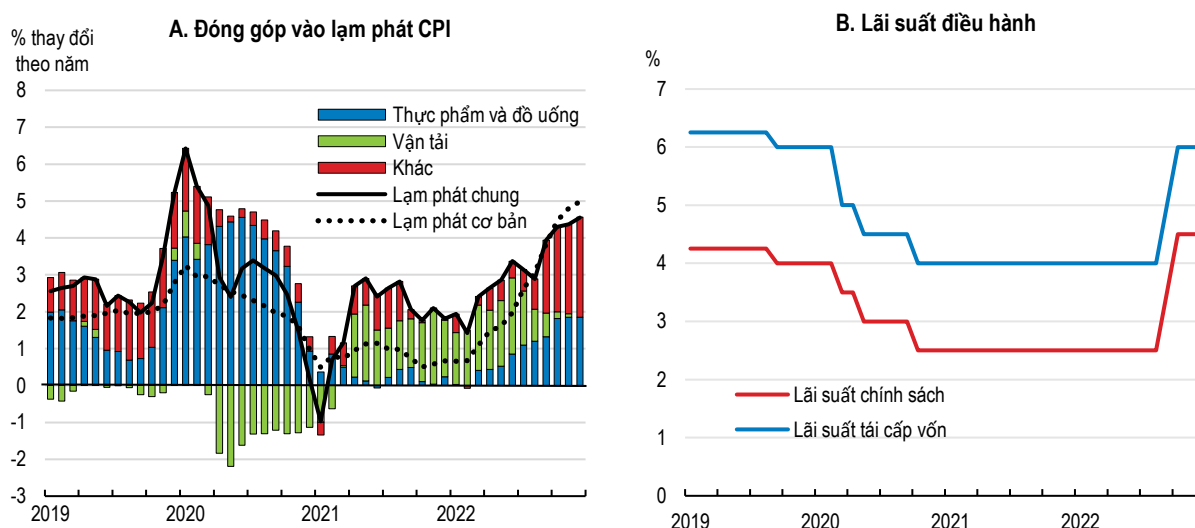 A. Đóng góp vào lạm phát CPI
% thay đổi
theo năm
8
7
6
5
4
3
2
1
0
-1
-2
-3
Thực phẩm và đồ uống
Vận tải
Khác
Lạm phát chung
Lạm phát cơ bản
2019 2020 2021 2022
B. Lãi suất điều hành
%
7
6
5
4
3
2
1
0
Lãi suất chính sách
Lãi suất tái cấp vốn
2019 2020 2021 2022